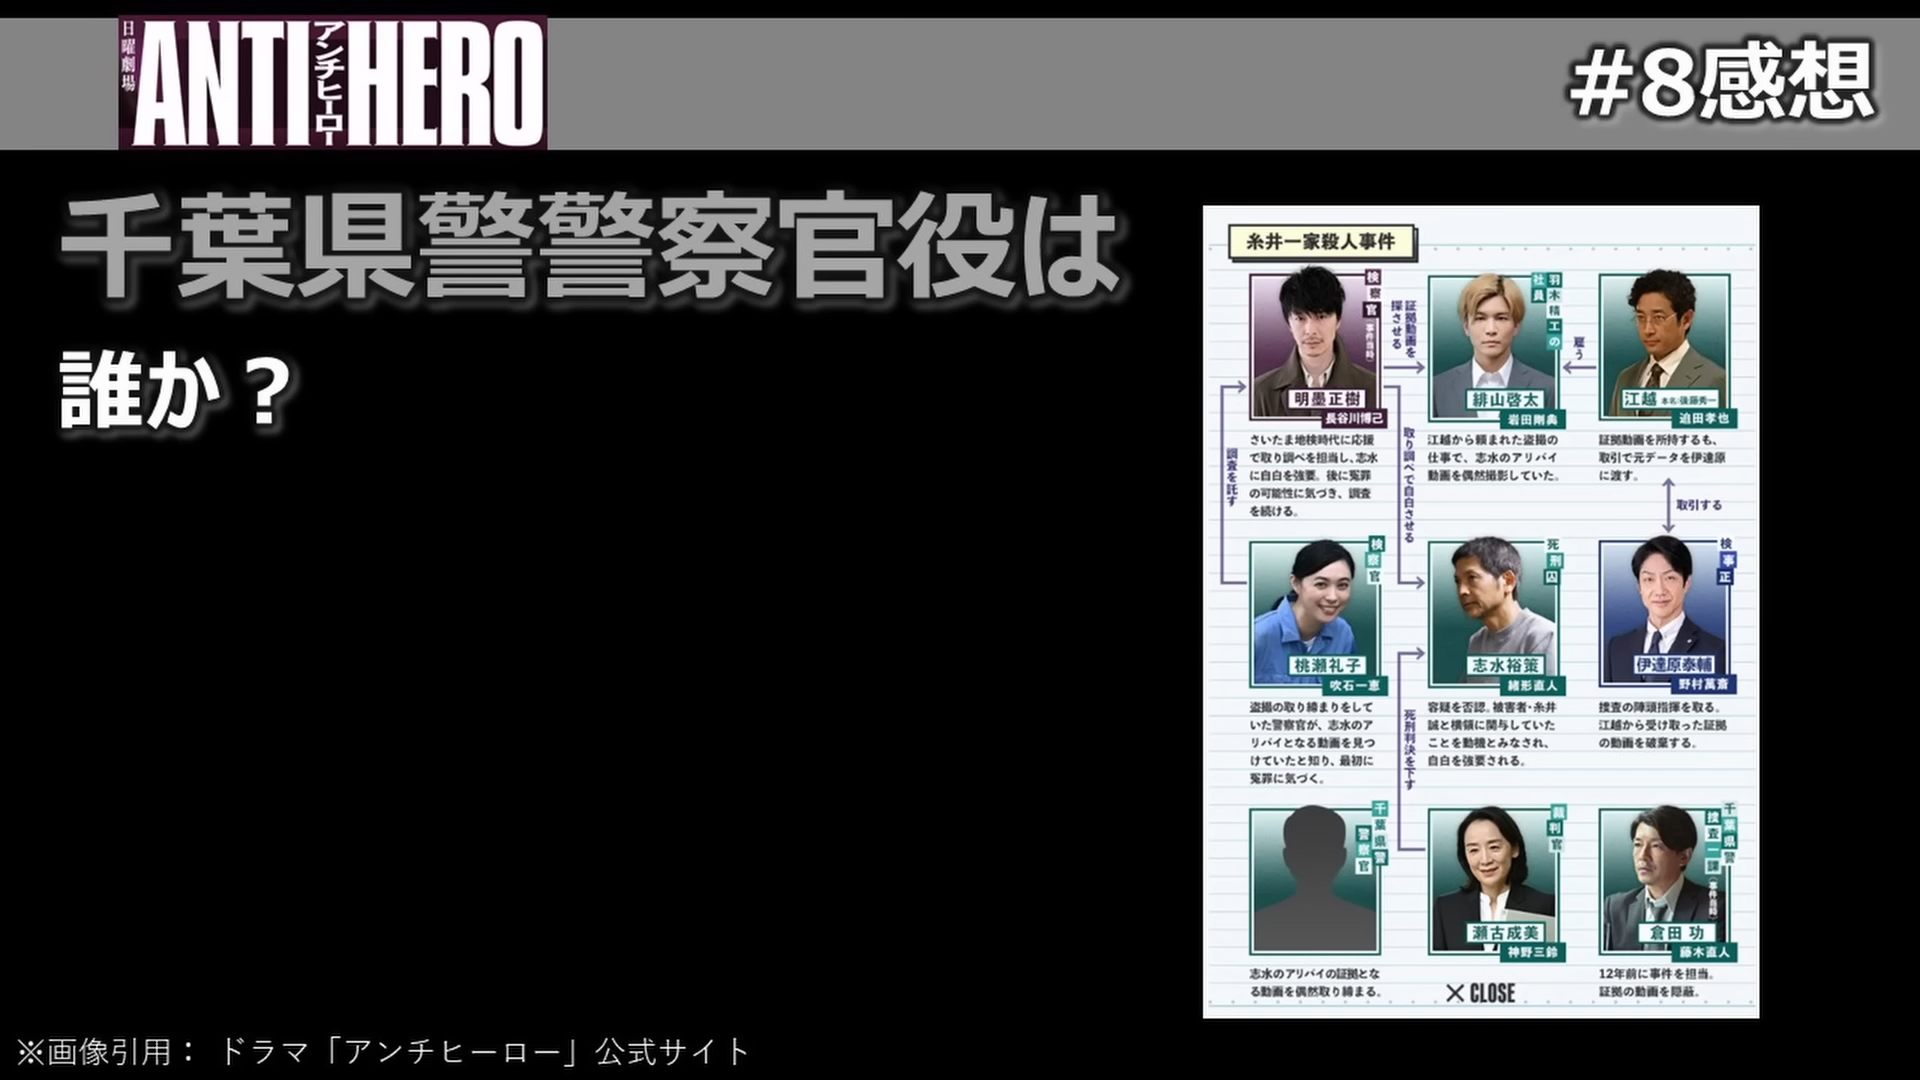 日曜劇場
ANTI アンチヒーロー HERO
#8感想
千葉県警警察官役は
誰か？
糸井一家殺人事件
検察官（事件当時）
明墨正樹
長谷川博己
さいたま地検時代に応援
で取り調べを担当し、志水
に自白を強要。後に冤罪
の可能性に気づき、調査
を続ける。
証拠動画を
探させる
羽木精工の
社員
緋山啓太
岩田剛典
江越から頼まれた盗撮の
仕事で、志水のアリバイ
動画を偶然撮影していた。
雇う
江越 本名:後藤秀一
迫田孝也
証拠動画を所持するも、
取引で元データを伊達原
に渡す。
調査を託す
取り調べで自白させる
取引する
検察官
桃瀬礼子
吹石一恵
盗撮の取り締まりをして
いた警察官が、志水のア
リバイとなる動画を見つ
けていたと知り、最初に
冤罪に気づく。
死刑囚
志水裕策
緒形直人
容疑を否認。被害者・糸井
誠と横領に関与していた
ことを動機とみなされ、
自白を強要される。
検事正
伊達原泰輔
野村萬斎
捜査の陣頭指揮を取る。
江越から受け取った証拠
の動画を破棄する。
死刑判決を下す
千葉県警
警察官
志水のアリバイの証拠とな
る動画を偶然取り締まる。
裁判官
瀬古成美
神野三鈴
千葉県警
捜査一課（事件当時）
倉田 功
藤木直人
12年前に事件を担当。
証拠の動画を隠蔽。
× CLOSE
※画像引用： ドラマ「アンチヒーロー」公式サイト